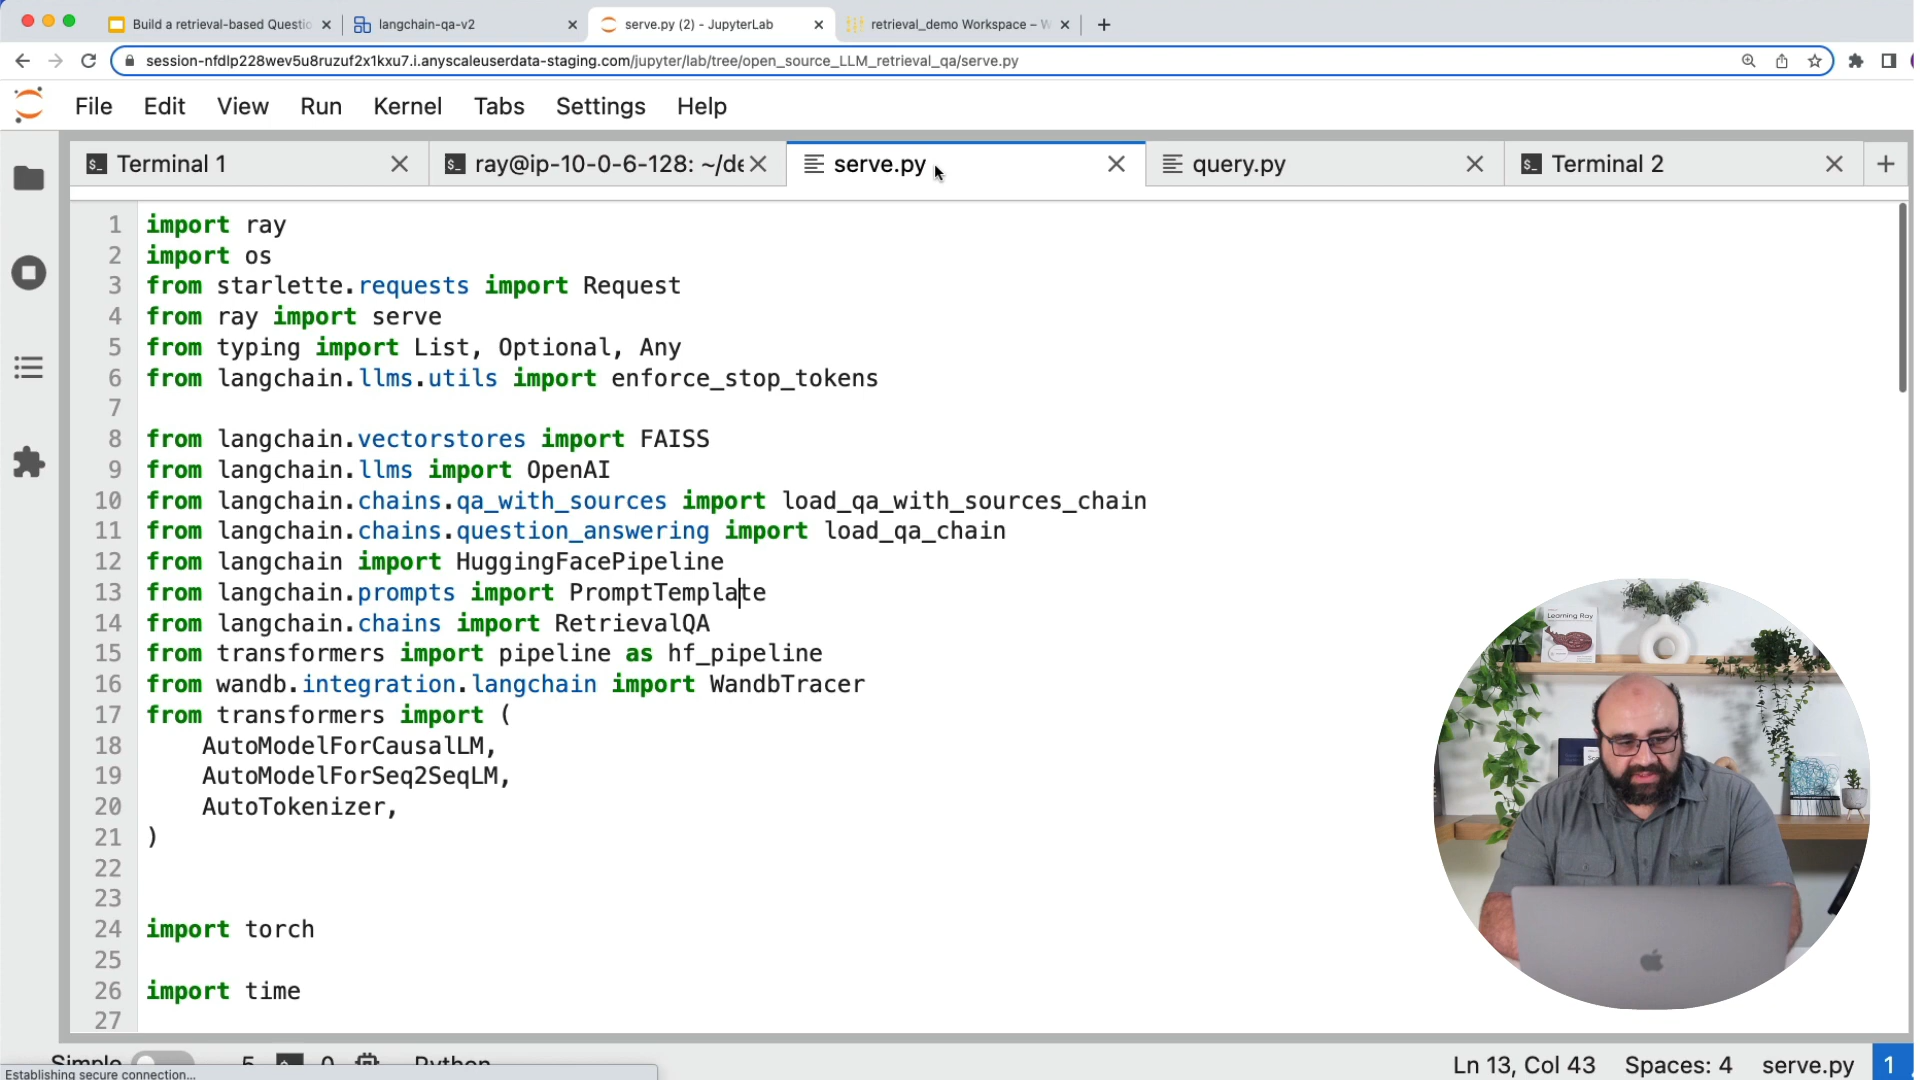 Build a retrieval-based Questio
langchain-qa-v2
serve.py (2) - JupyterLab
retrieval_demo Workspace – W
session-nfdlp228wev5u8ruzuf2x1kxu7.i.anyscaleuserdata-staging.com/jupyter/lab/tree/open_source_LLM_retrieval_qa/serve.py
File Edit View Run Kernel Tabs Settings Help
Terminal 1
ray@ip-10-0-6-128: ~/de
serve.py
query.py
Terminal 2
1 import ray
2 import os
3 from starlette.requests import Request
4 from ray import serve
5 from typing import List, Optional, Any
6 from langchain.llms.utils import enforce_stop_tokens
7
8 from langchain.vectorstores import FAISS
9 from langchain.llms import OpenAI
10 from langchain.chains.qa_with_sources import load_qa_with_sources_chain
11 from langchain.chains.question_answering import load_qa_chain
12 from langchain import HuggingFacePipeline
13 from langchain.prompts import PromptTemplate
14 from langchain.chains import RetrievalQA
15 from transformers import pipeline as hf_pipeline
16 from wandb.integration.langchain import WandbTracer
17 from transformers import (
18 AutoModelForCausalLM,
19 AutoModelForSeq2SeqLM,
20 AutoTokenizer,
21 )
22
23
24 import torch
25
26 import time
27
Learning Ray
Simple 5 0 Python
Ln 13, Col 43 Spaces: 4 serve.py 1
Establishing secure connection...